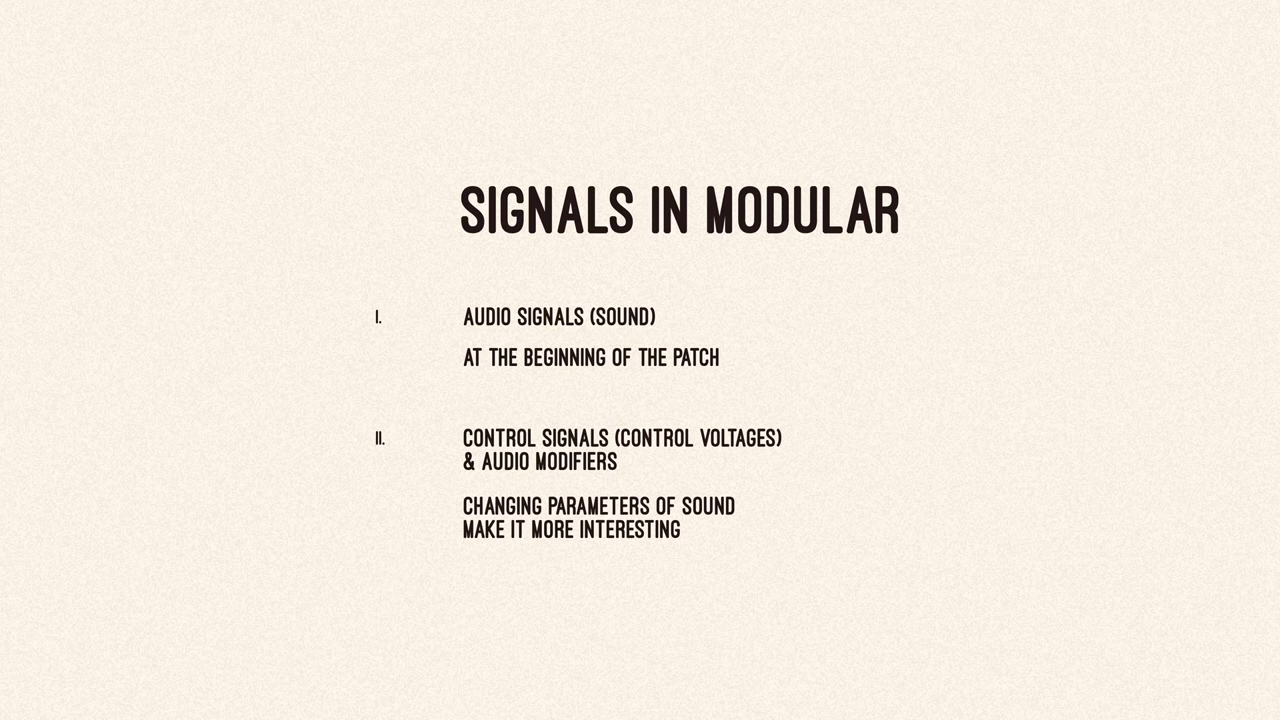 SIGNALS IN MODULAR
I. AUDIO SIGNALS (SOUND)
AT THE BEGINNING OF THE PATCH
II. CONTROL SIGNALS (CONTROL VOLTAGES)
& AUDIO MODIFIERS
CHANGING PARAMETERS OF SOUND
MAKE IT MORE INTERESTING